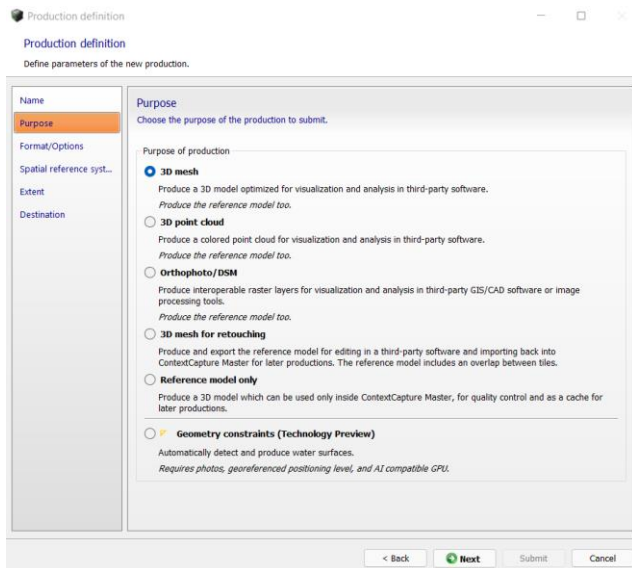 Production definition
Production definition
Define parameters of the new production.
Name
Purpose
Format/Options
Spatial reference syst...
Extent
Destination
Purpose
Choose the purpose of the production to submit.
Purpose of production
3D mesh
Produce a 3D model optimized for visualization and analysis in third-party software.
Produce the reference model too.
3D point cloud
Produce a colored point cloud for visualization and analysis in third-party software.
Produce the reference model too.
Orthophoto/DSM
Produce interoperable raster layers for visualization and analysis in third-party GIS/CAD software or image
processing tools.
Produce the reference model too.
3D mesh for retouching
Produce and export the reference model for editing in a third-party software and importing back into
ContextCapture Master for later productions. The reference model includes an overlap between tiles.
Reference model only
Produce a 3D model which can be used only inside ContextCapture Master, for quality control and as a cache for
later productions.
Geometry constraints (Technology Preview)
Automatically detect and produce water surfaces.
Requires photos, georeferenced positioning level, and AI compatible GPU.
< Back
Next
Submit
Cancel